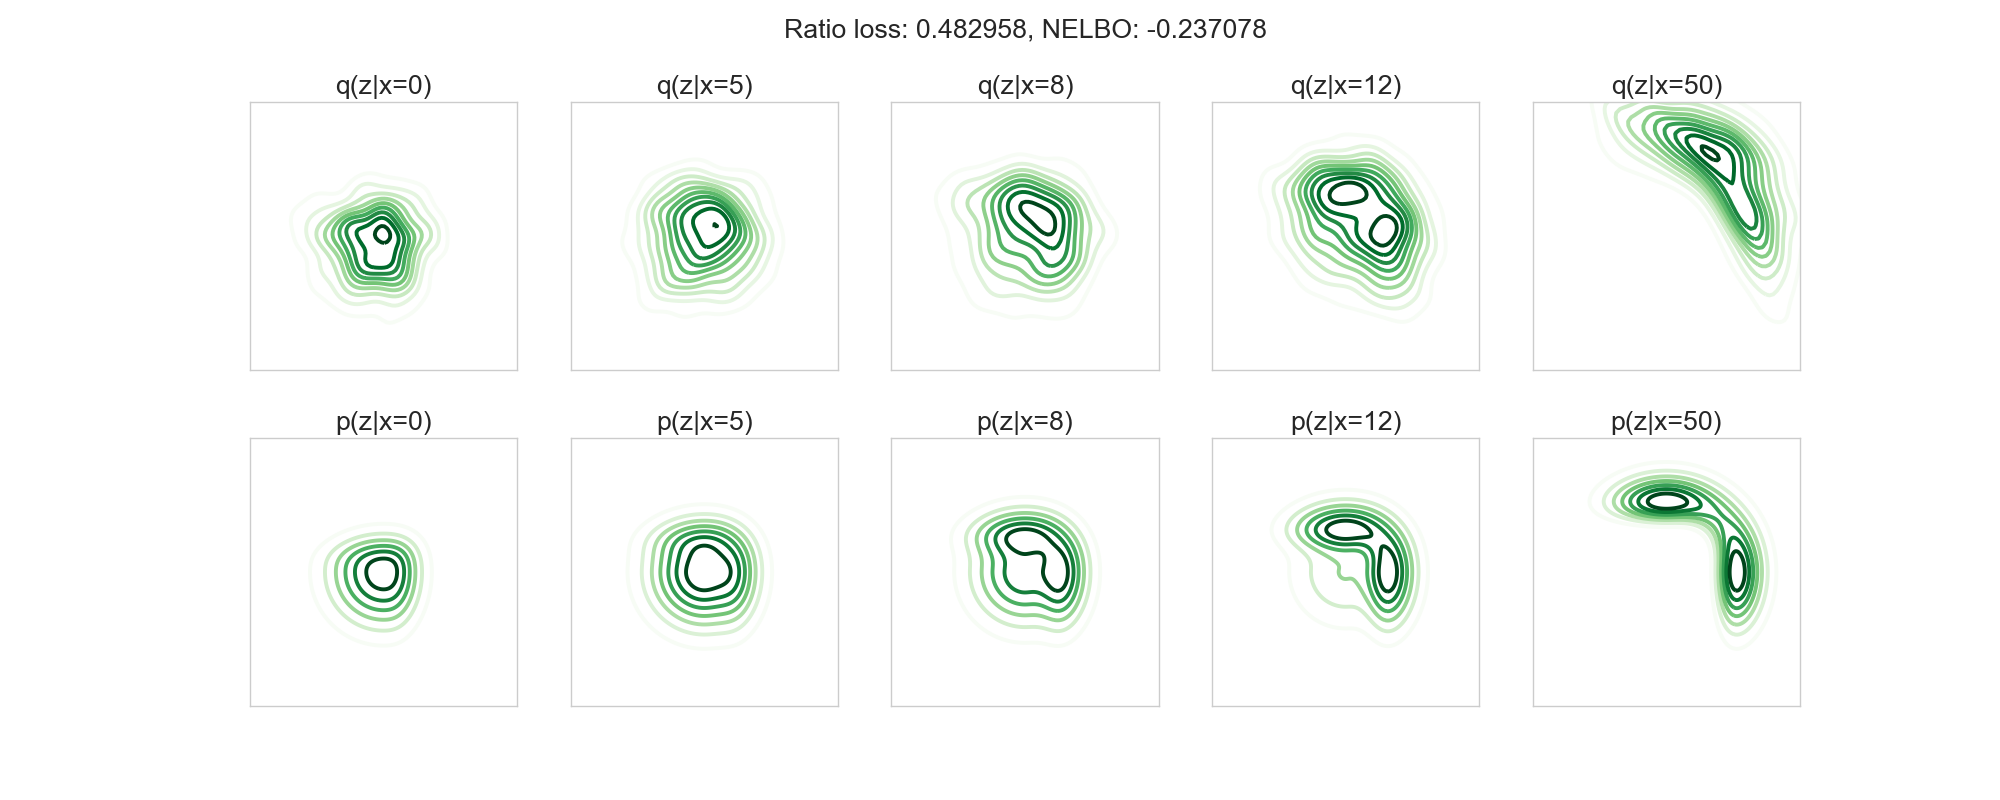 Ratio loss: 0.482958, NELBO: -0.237078
q(z|x=0) q(z|x=5) q(z|x=8) q(z|x=12) q(z|x=50)
p(z|x=0) p(z|x=5) p(z|x=8) p(z|x=12) p(z|x=50)